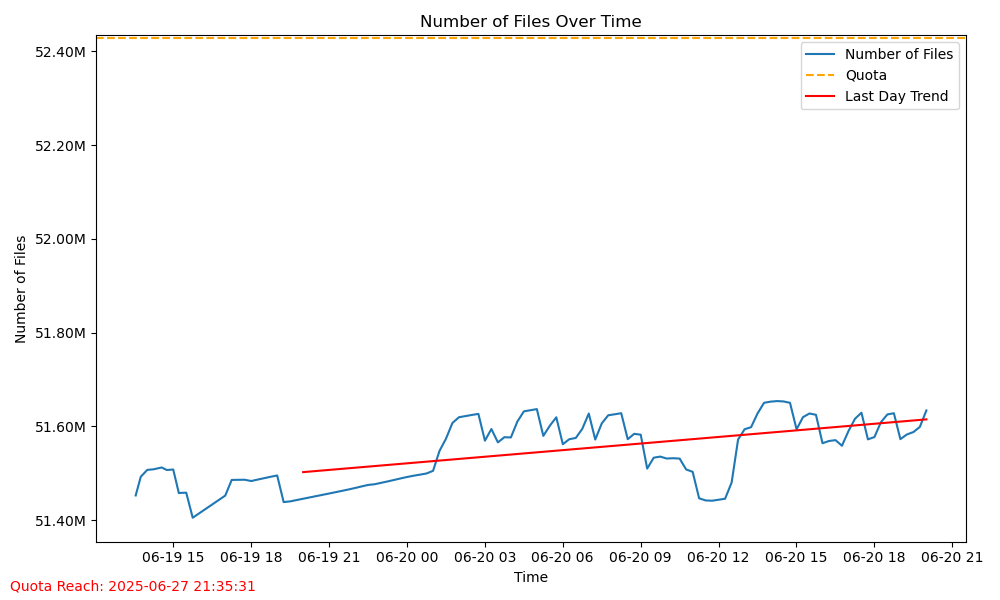 Number of Files Over Time
52.40M
52.20M
52.00M
51.80M
51.60M
51.40M
Number of Files
Number of Files
Quota
Last Day Trend
06-19 15
06-19 18
06-19 21
06-20 00
06-20 03
06-20 06
06-20 09
06-20 12
06-20 15
06-20 18
06-20 21
Time
Quota Reach: 2025-06-27 21:35:31